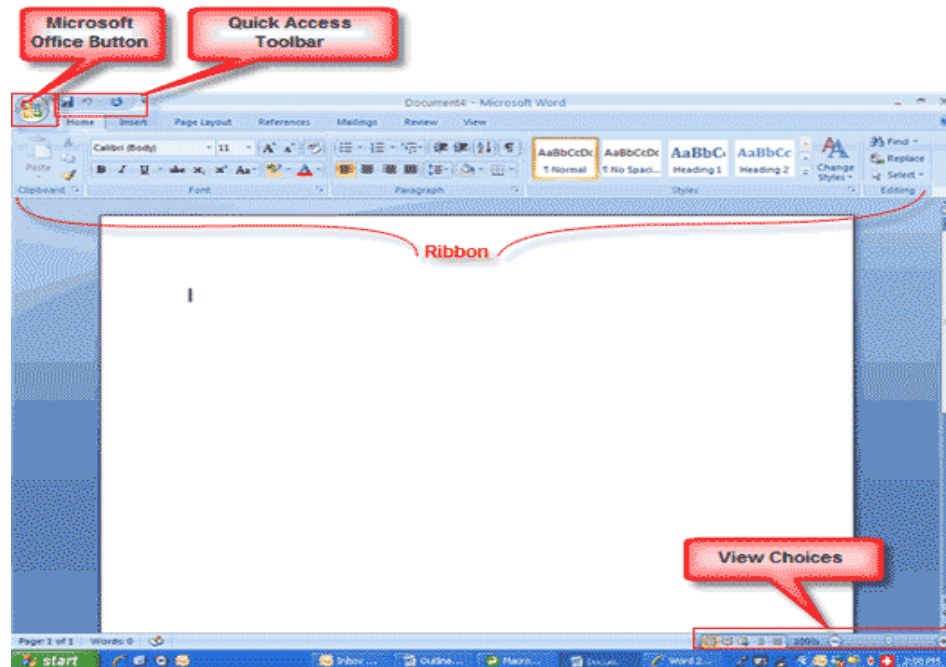 Microsoft
Office Button
Quick Access
Toolbar
Document4 - Microsoft Word
Home Insert Page Layout References Mailings Review View
Calibri (Body) 11
Paste
B I U abc x, x² Aa A
Clipboard Font Paragraph Styles Editing
AaBbCcDc AaBbCcDc AaBbC AaBbCc
¶ Normal ¶ No Spaci... Heading 1 Heading 2
Change
Styles
Find
Replace
Select
Ribbon
View Choices
Page: 1 of 1 Words: 0 100%
start Inbox ... Outline... Macro... Word 2...